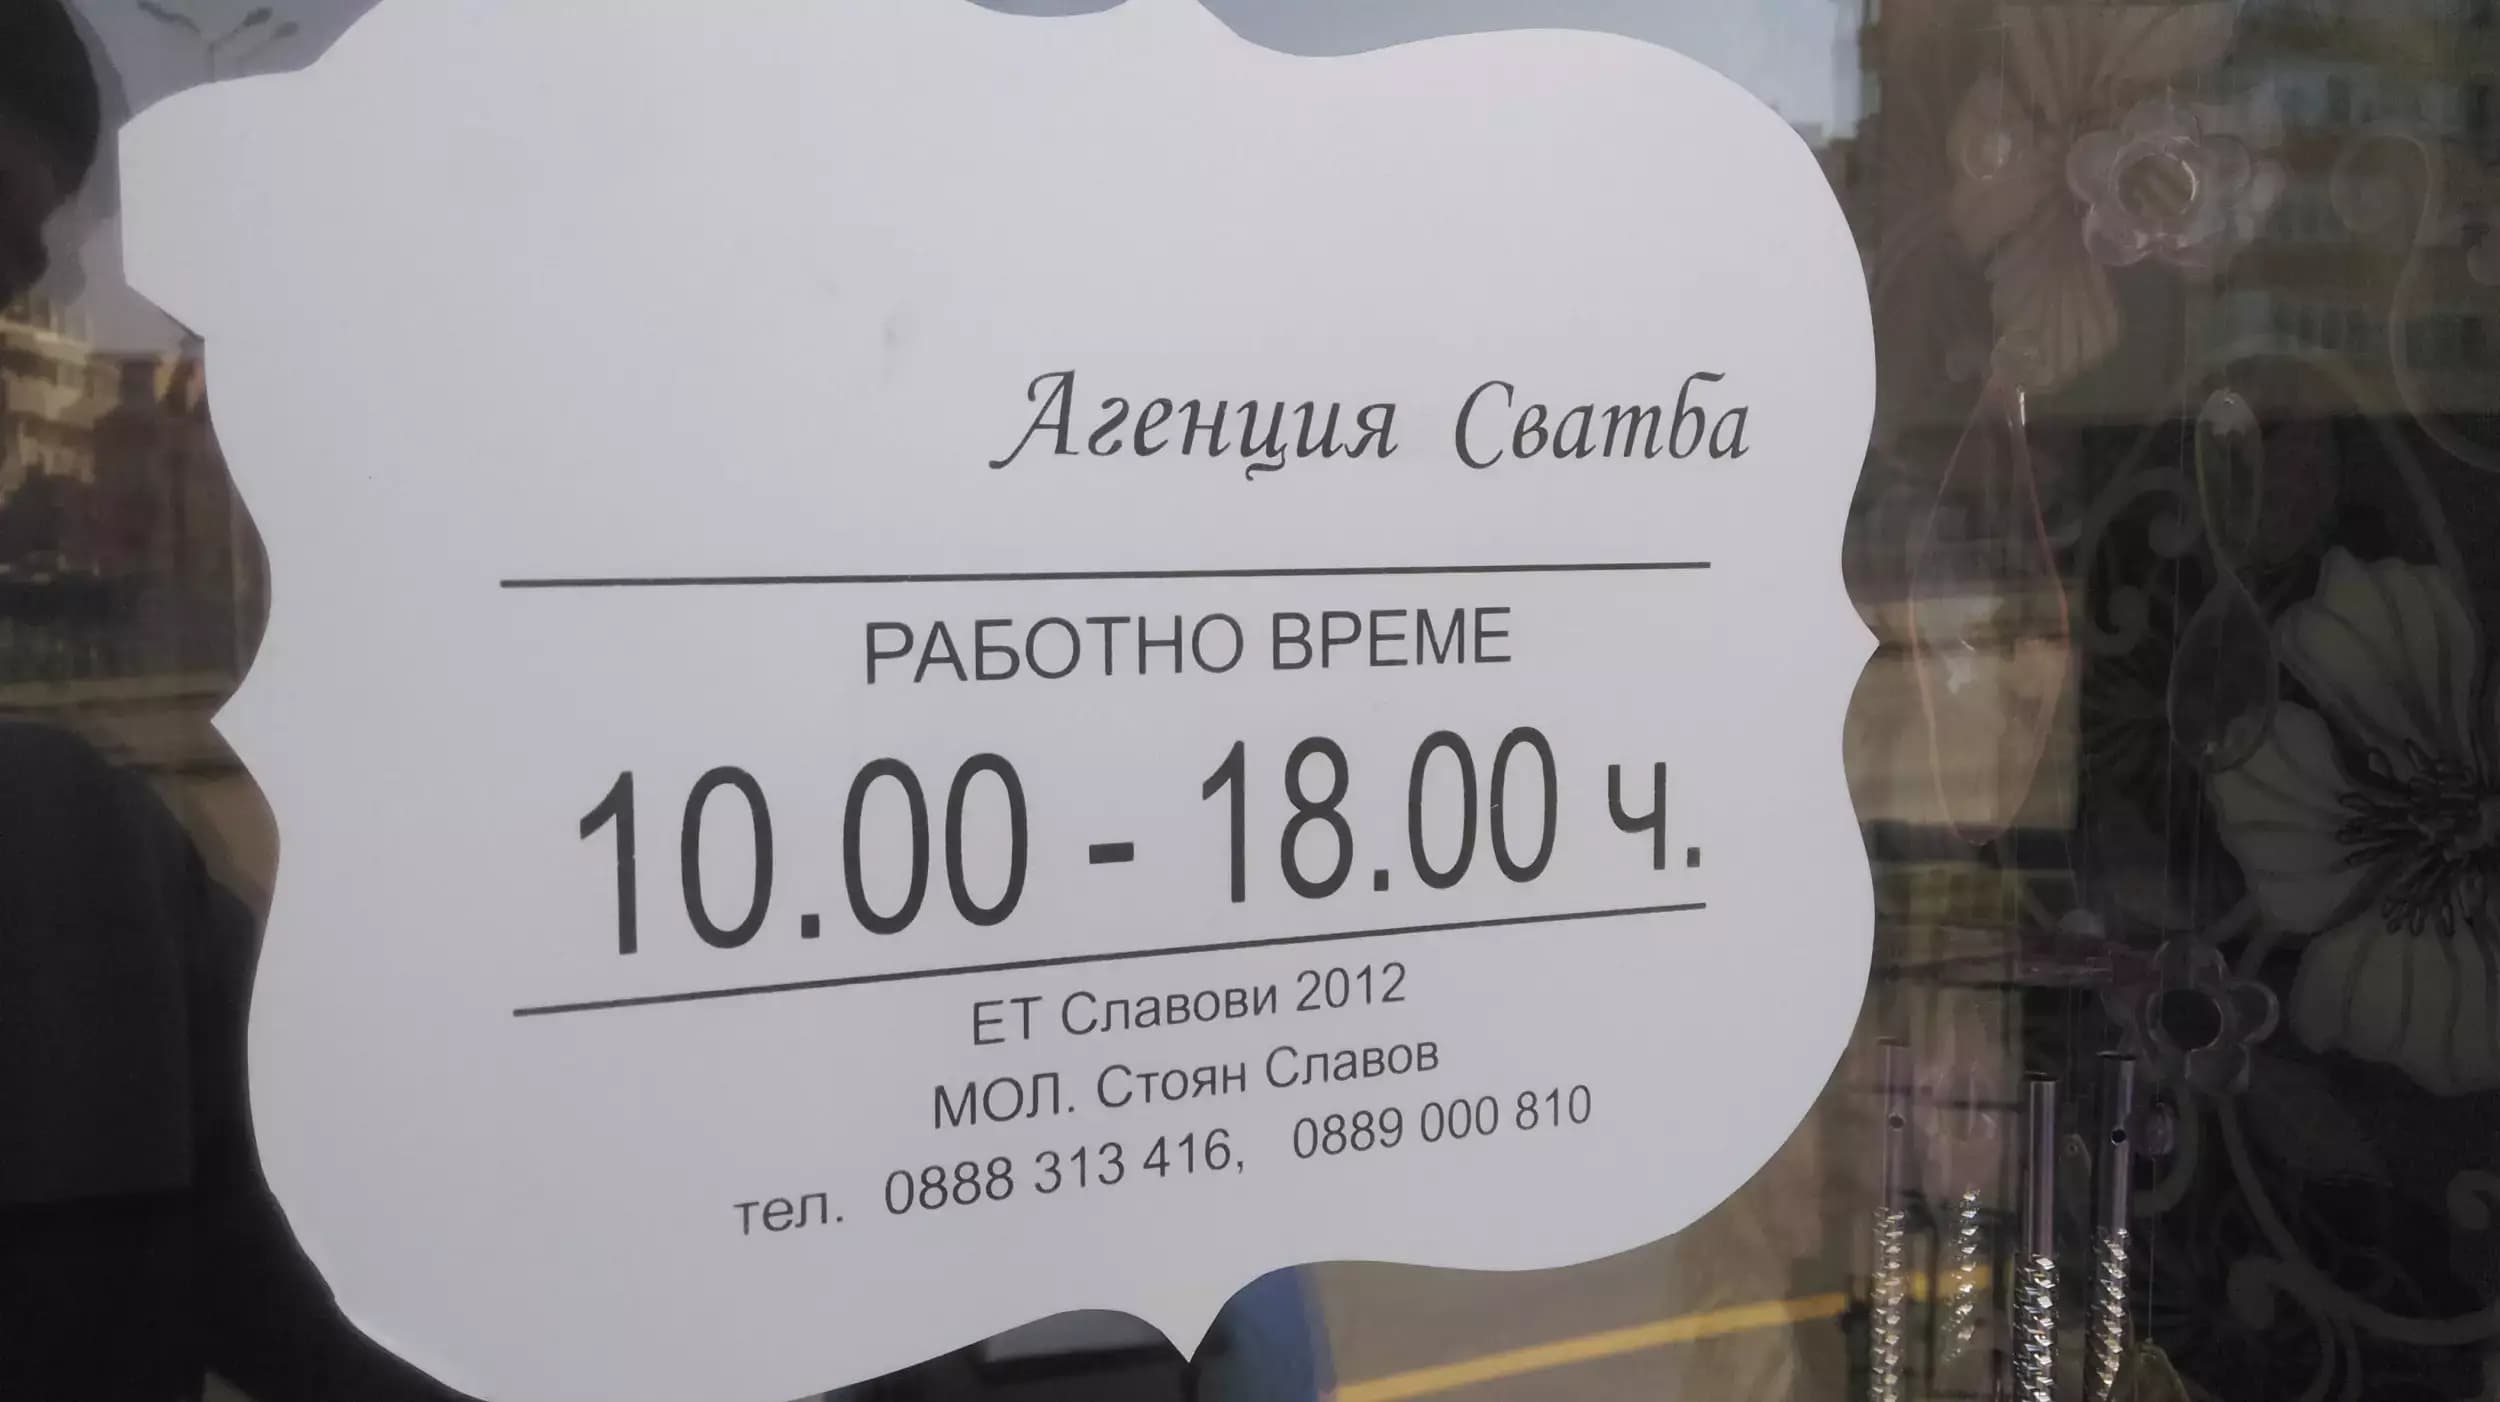 Агенция Сватба
РАБОТНО ВРЕМЕ
10.00 - 18.00 ч.
ЕТ Славови 2012
МОЛ. Стоян Славов
тел. 0888 313 416, 0889 000 810